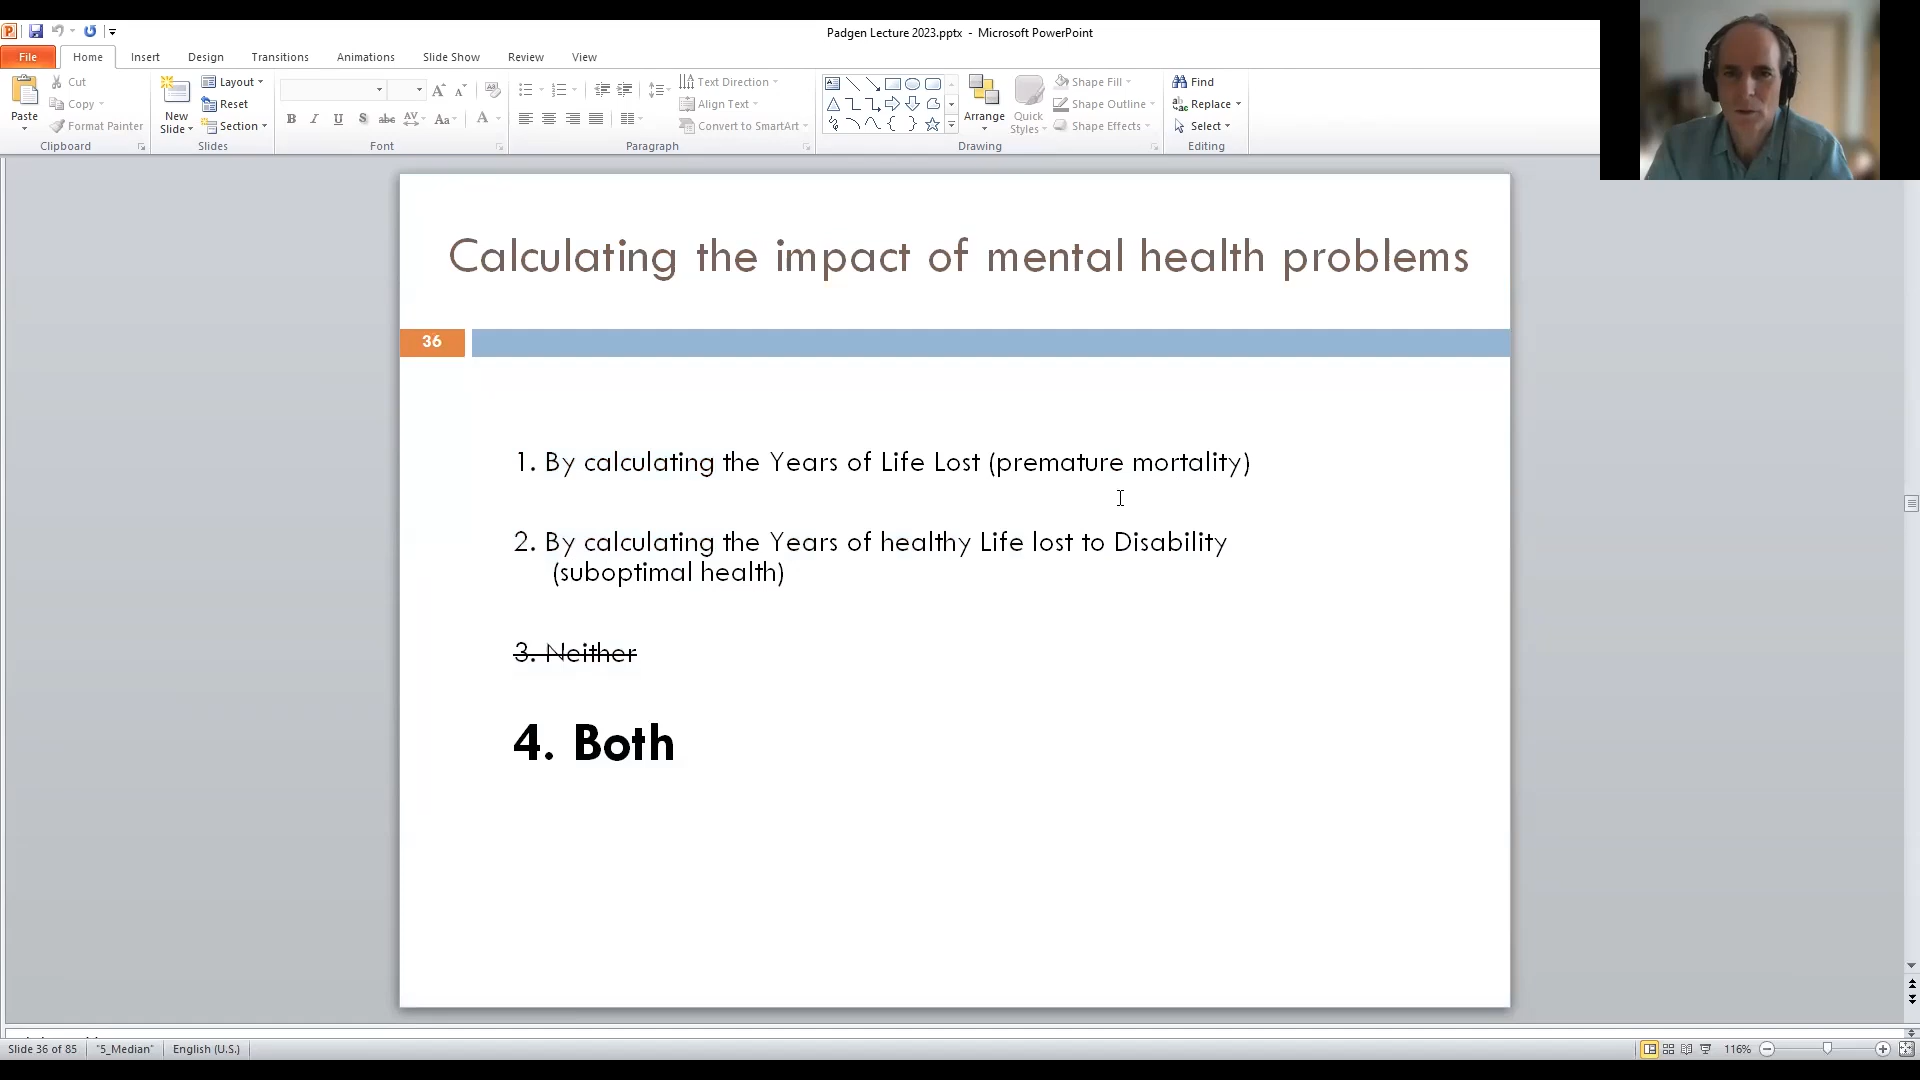 Padgen Lecture 2023.pptx - Microsoft PowerPoint
File Home Insert Design Transitions Animations Slide Show Review View
Paste
Cut
Copy
Format Painter
Clipboard
New
Slide
Layout
Reset
Section
Slides
B I U S abc AV Aa A
Font
Text Direction
Align Text
Convert to SmartArt
Paragraph
Arrange
Quick
Styles
Shape Fill
Shape Outline
Shape Effects
Drawing
Find
Replace
Select
Editing
Calculating the impact of mental health problems
36
1. By calculating the Years of Life Lost (premature mortality)
2. By calculating the Years of healthy Life lost to Disability
(suboptimal health)
3. Neither
4. Both
Slide 36 of 85 "5_Median" English (U.S.) 116%